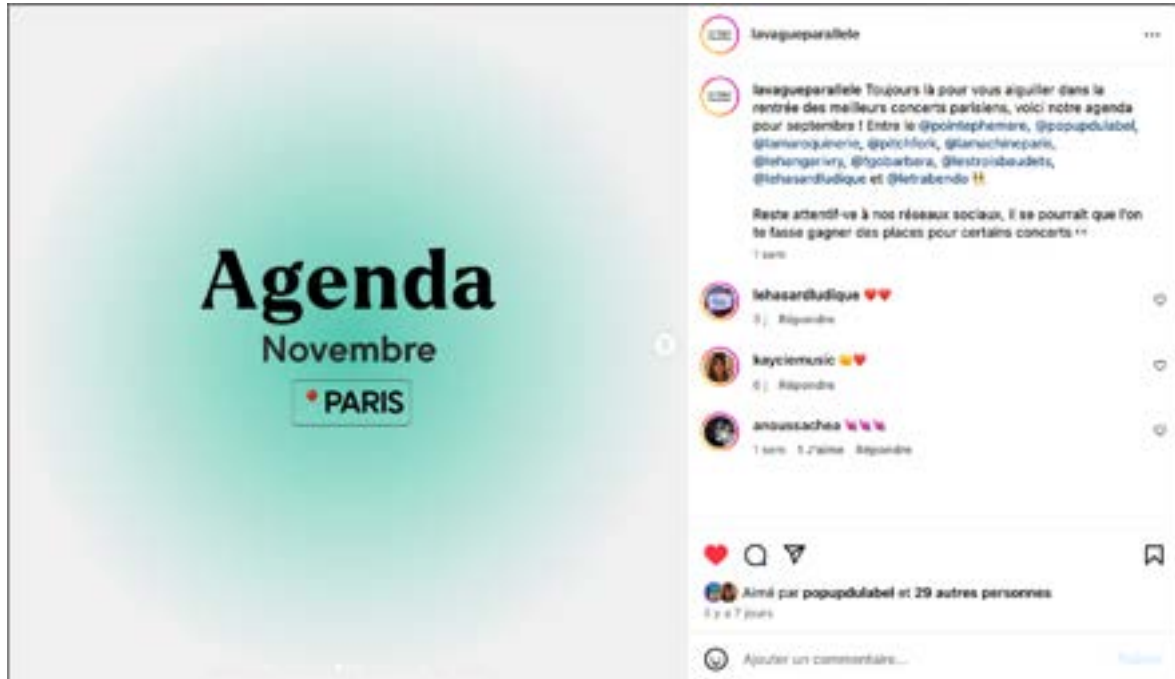 Agenda
Novembre
📍PARIS
lavagueparallele
lavagueparallele Toujours là pour vous aiguiller dans la
rentrée des meilleurs concerts parisiens, voici notre agenda
pour septembre ! Entre le @pointephemere, @popupdulabel,
@lamaroquinerie, @pitchfork, @lamachineparis,
@lehangarivry, @fgobarbara, @lestroisbaudets,
@lehasardludique et @letrabendo
Reste attentif-ve à nos réseaux sociaux, il se pourrait que l'on
te fasse gagner des places pour certains concerts 👀
1 sem
lehasardludique ❤️❤️
3 j Répondre
kayciemusic ❤️
6 j Répondre
anoussachea
1 sem 1 J'aime Répondre
Aimé par popupdulabel et 29 autres personnes
il y a 7 jours
Ajouter un commentaire...